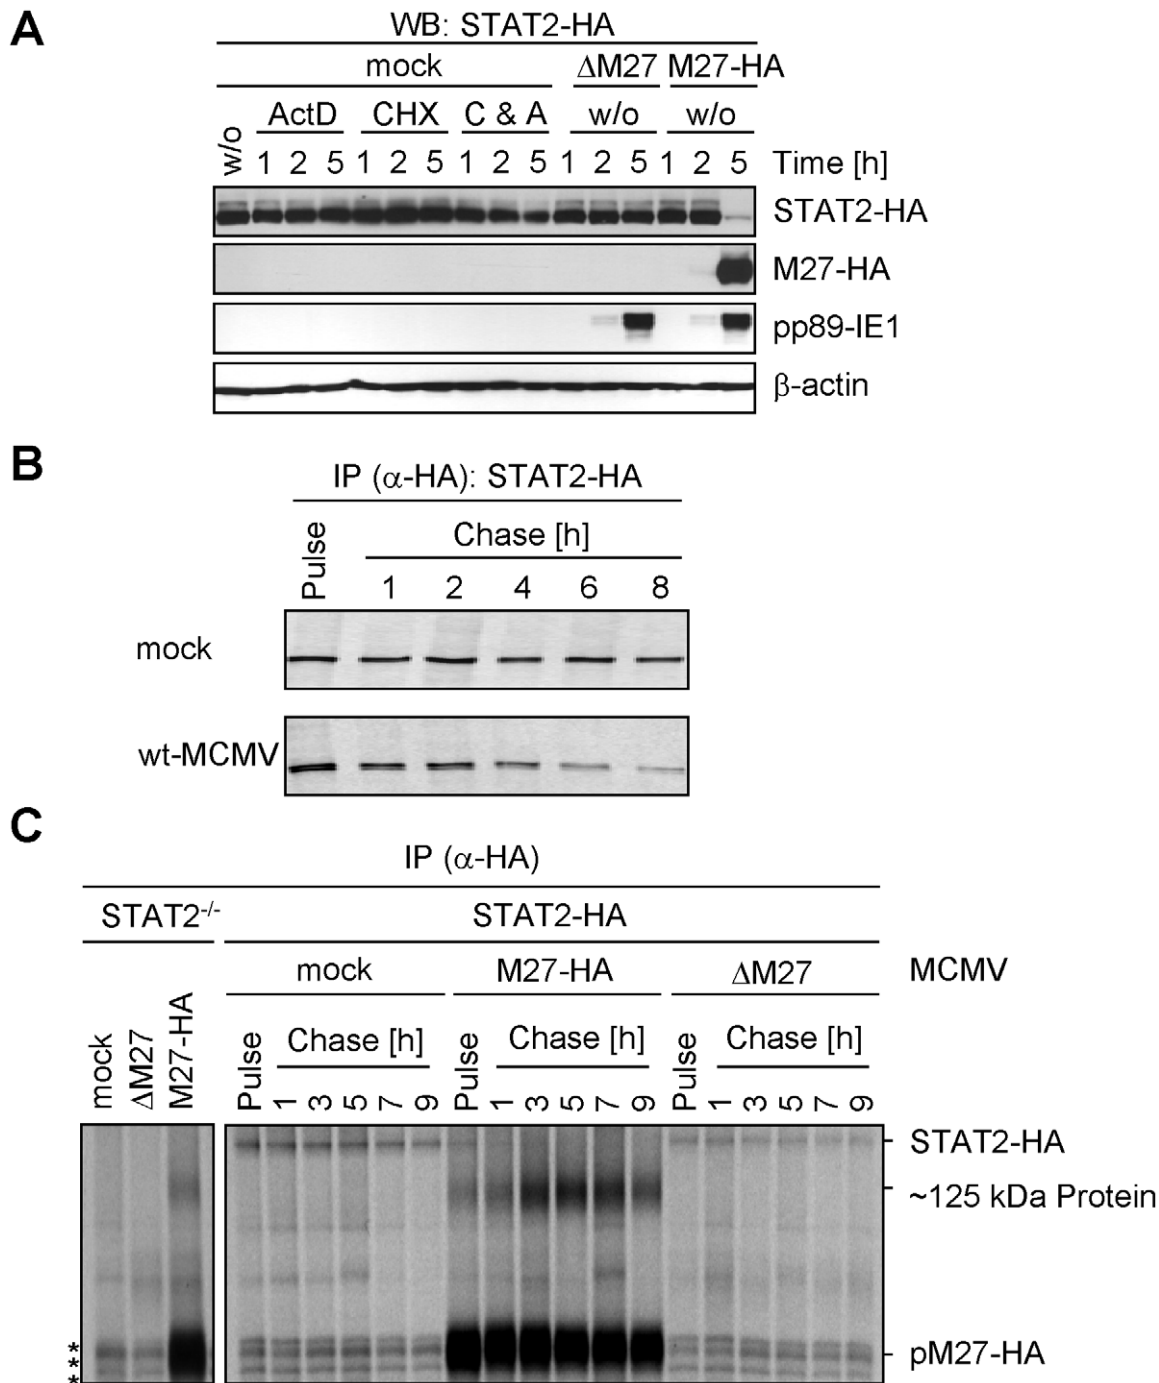 A
WB: STAT2-HA
mock ΔM27 M27-HA
w/o ActD CHX C & A w/o w/o
1 2 5 1 2 5 1 2 5 1 2 5 1 2 5 Time [h]
STAT2-HA
M27-HA
pp89-IE1
β-actin
B
IP (α-HA): STAT2-HA
Pulse Chase [h]
1 2 4 6 8
mock
wt-MCMV
C
IP (α-HA)
STAT2-/- STAT2-HA
mock M27-HA ΔM27 MCMV
mock ΔM27 M27-HA Pulse Chase [h] Pulse Chase [h] Pulse Chase [h]
1 3 5 7 9 1 3 5 7 9 1 3 5 7 9
STAT2-HA
~125 kDa Protein
*
* pM27-HA
*